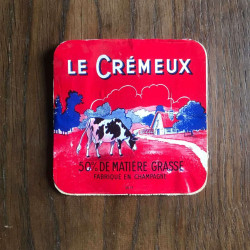 LE CRÉMEUX
50% DE MATIÈRE GRASSE
FABRIQUÉ EN CHAMPAGNE